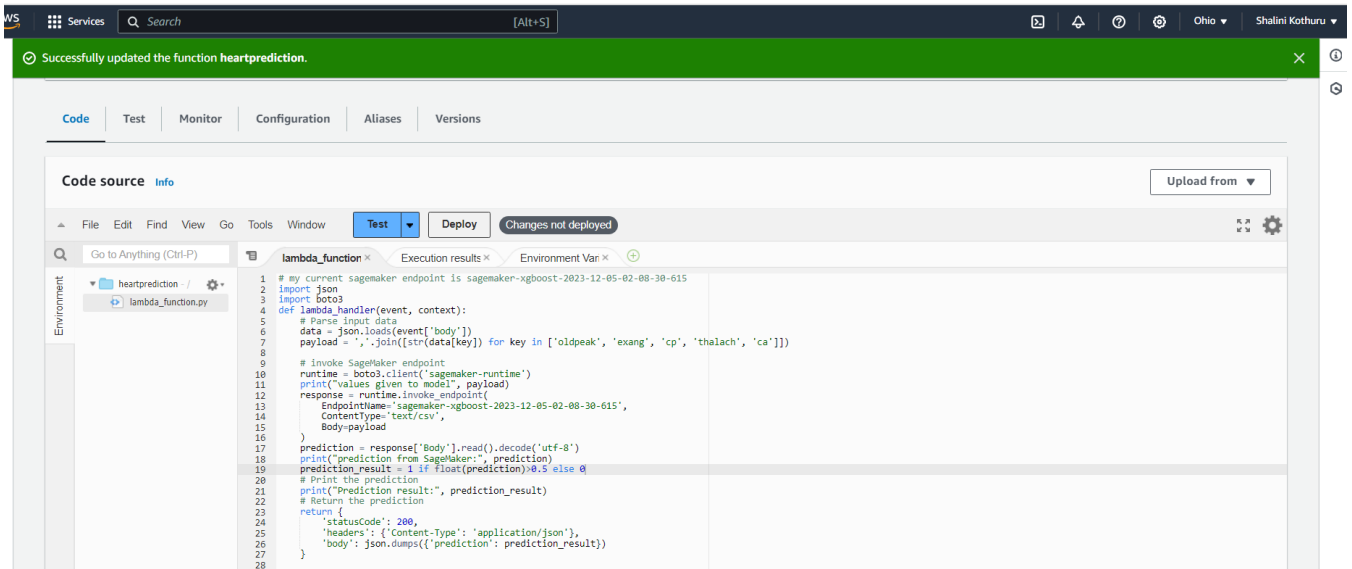 aws Services Search [Alt+S] Ohio Shalini Kothuru
Successfully updated the function heartprediction.
Code Test Monitor Configuration Aliases Versions
Code source Info Upload from
File Edit Find View Go Tools Window Test Deploy Changes not deployed
Go to Anything (Ctrl-P) lambda_function Execution results Environment Var
Environment
heartprediction - /
lambda_function.py
1 # my current sagemaker endpoint is sagemaker-xgboost-2023-12-05-02-08-30-615
2 import json
3 import boto3
4 def lambda_handler(event, context):
5 # Parse input data
6 data = json.loads(event['body'])
7 payload = ','.join([str(data[key]) for key in ['oldpeak', 'exang', 'cp', 'thalach', 'ca']])
8
9 # invoke SageMaker endpoint
10 runtime = boto3.client('sagemaker-runtime')
11 print("values given to model", payload)
12 response = runtime.invoke_endpoint(
13 EndpointName='sagemaker-xgboost-2023-12-05-02-08-30-615',
14 ContentType='text/csv',
15 Body=payload
16 )
17 prediction = response['Body'].read().decode('utf-8')
18 print("prediction from SageMaker:", prediction)
19 prediction_result = 1 if float(prediction)>0.5 else 0
20 # Print the prediction
21 print("Prediction result:", prediction_result)
22 # Return the prediction
23 return {
24 'statusCode': 200,
25 'headers': {'Content-Type': 'application/json'},
26 'body': json.dumps({'prediction': prediction_result})
27 }
28